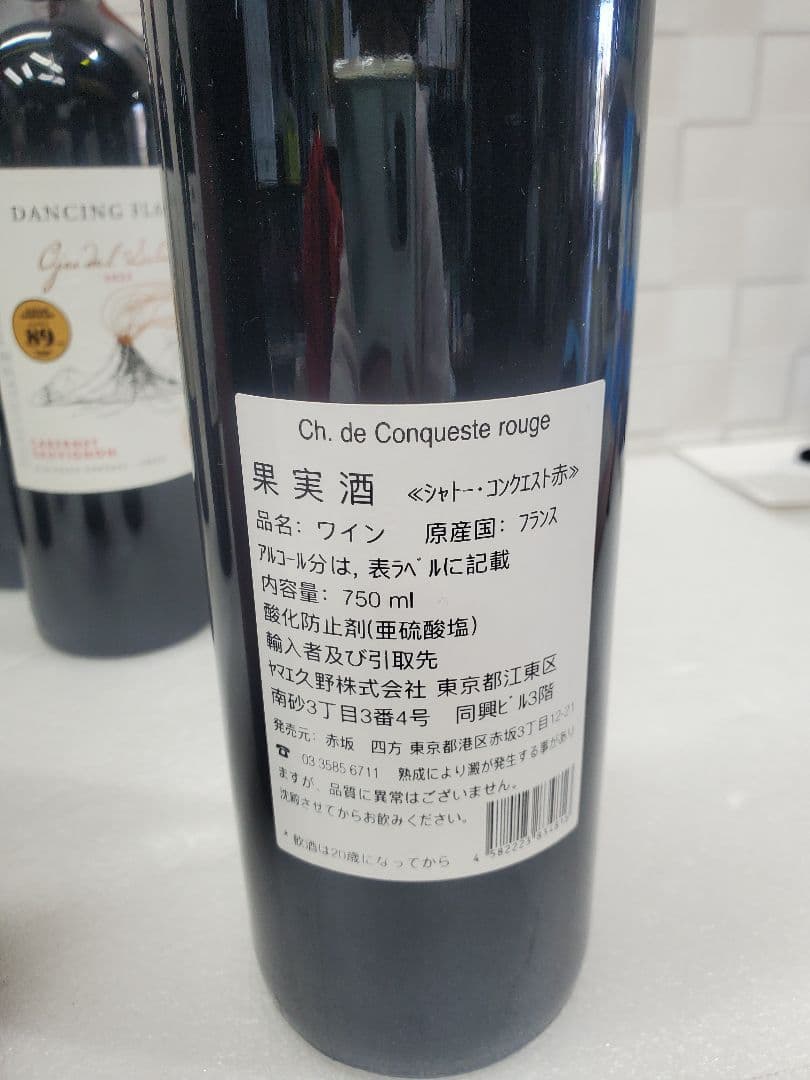 DANCING FLA
89
CABERNET
SAUVIGNON
Ch. de Conqueste rouge
果実酒 ≪シャトー・コンクエスト赤≫
品名: ワイン 原産国: フランス
アルコール分は, 表ラベルに記載
内容量: 750 ml
酸化防止剤(亜硫酸塩)
輸入者及び引取先
ヤマエ久野株式会社 東京都江東区
南砂3丁目3番4号 同興ビル3階
発売元: 赤坂 四方 東京都港区赤坂3丁目12-21
☎ 03 3585 6711 熟成により澱が発生する事があり
ますが、品質に異常はございません。
沈殿させてからお飲みください。
* 飲酒は20歳になってから